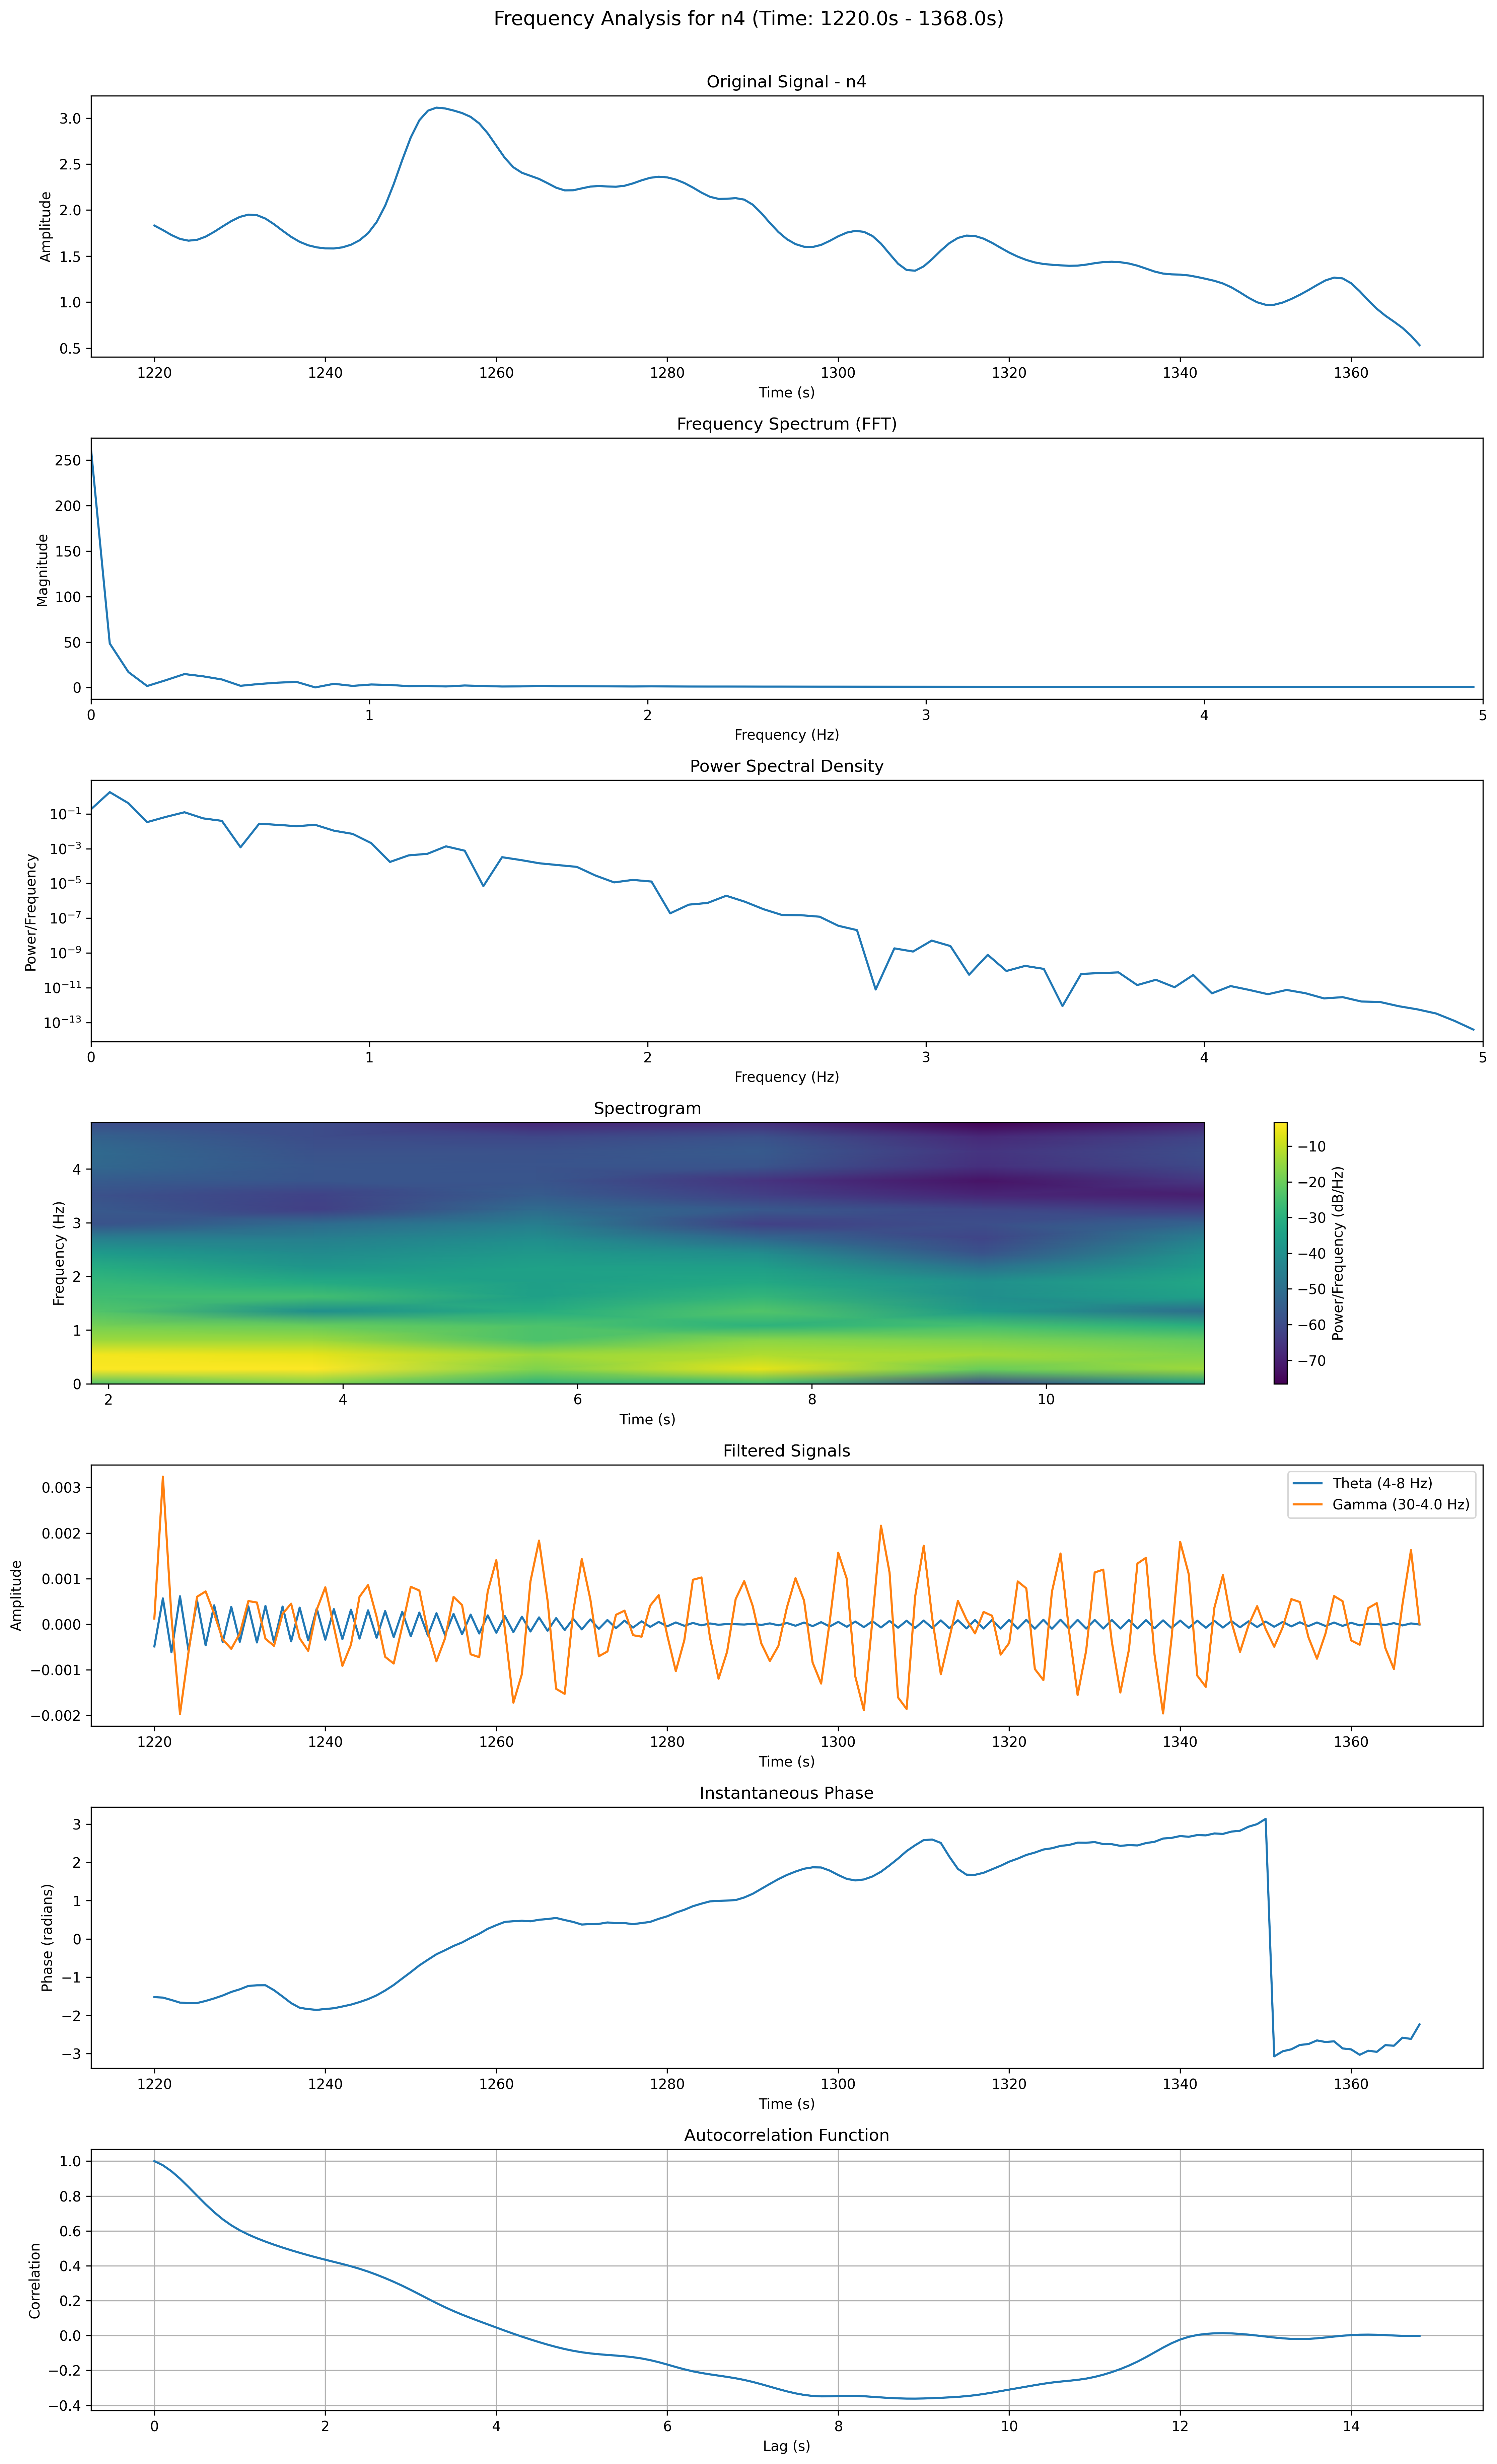 Frequency Analysis for n4 (Time: 1220.0s - 1368.0s)
Original Signal - n4
Amplitude
3.0
2.5
2.0
1.5
1.0
0.5
1220 1240 1260 1280 1300 1320 1340 1360
Time (s)
Frequency Spectrum (FFT)
Magnitude
250
200
150
100
50
0
0 1 2 3 4 5
Frequency (Hz)
Power Spectral Density
Power/Frequency
10⁻¹
10⁻³
10⁻⁵
10⁻⁷
10⁻⁹
10⁻¹¹
10⁻¹³
0 1 2 3 4 5
Frequency (Hz)
Spectrogram
Frequency (Hz)
4
3
2
1
0
2 4 6 8 10
Time (s)
−10
−20
−30
−40
−50
−60
−70
Power/Frequency (dB/Hz)
Filtered Signals
Amplitude
0.003
0.002
0.001
0.000
−0.001
−0.002
Theta (4-8 Hz)
Gamma (30-4.0 Hz)
1220 1240 1260 1280 1300 1320 1340 1360
Time (s)
Instantaneous Phase
Phase (radians)
3
2
1
0
−1
−2
−3
1220 1240 1260 1280 1300 1320 1340 1360
Time (s)
Autocorrelation Function
Correlation
1.0
0.8
0.6
0.4
0.2
0.0
−0.2
−0.4
0 2 4 6 8 10 12 14
Lag (s)